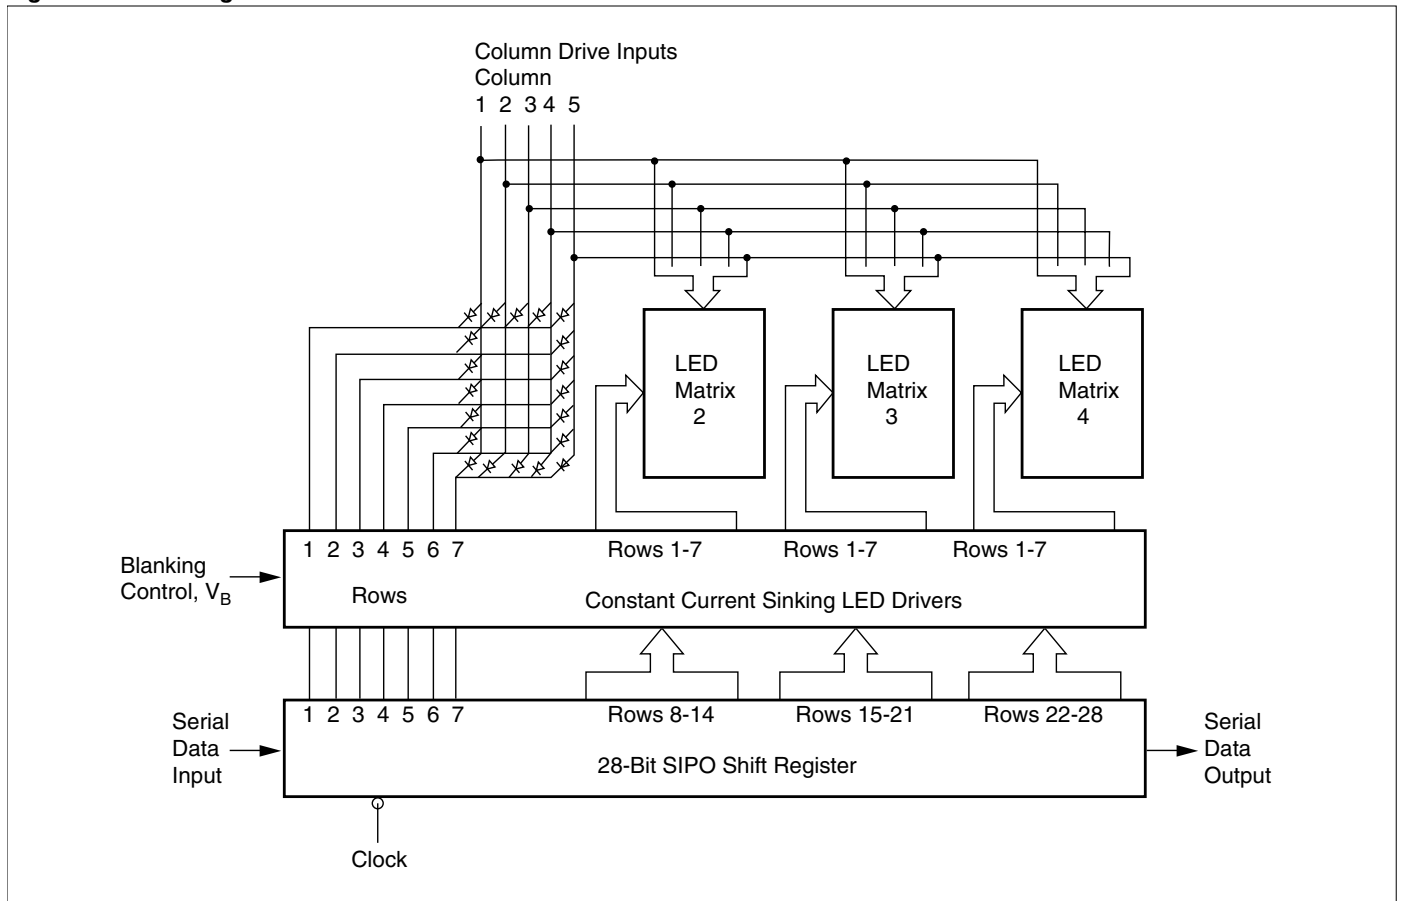 Column Drive Inputs
Column
1 2 3 4 5
LED
Matrix
2
LED
Matrix
3
LED
Matrix
4
1 2 3 4 5 6 7
Rows 1-7
Rows 1-7
Rows 1-7
Blanking
Control, VB
Rows
Constant Current Sinking LED Drivers
1 2 3 4 5 6 7
Rows 8-14
Rows 15-21
Rows 22-28
Serial
Data
Input
28-Bit SIPO Shift Register
Serial
Data
Output
Clock